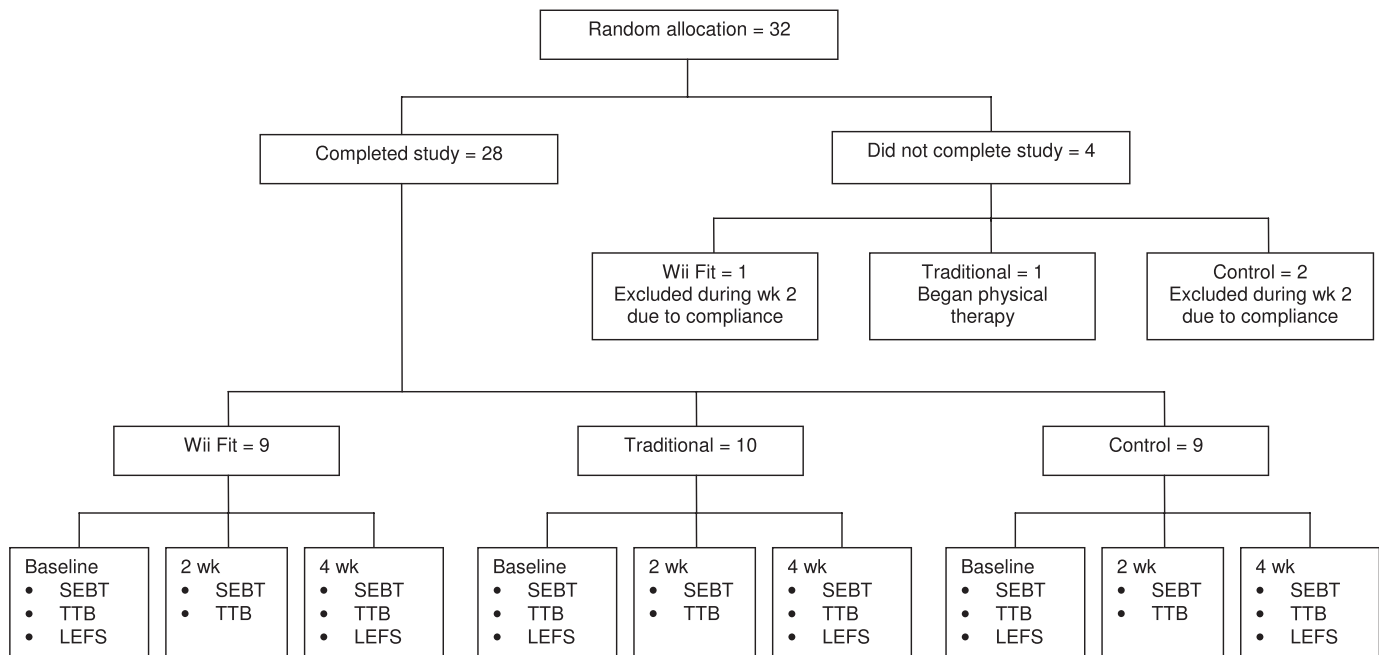 Random allocation = 32
Completed study = 28
Did not complete study = 4
Wii Fit = 1
Excluded during wk 2
due to compliance
Traditional = 1
Began physical
therapy
Control = 2
Excluded during wk 2
due to compliance
Wii Fit = 9
Traditional = 10
Control = 9
Baseline
• SEBT
• TTB
• LEFS
2 wk
• SEBT
• TTB
4 wk
• SEBT
• TTB
• LEFS
Baseline
• SEBT
• TTB
• LEFS
2 wk
• SEBT
• TTB
4 wk
• SEBT
• TTB
• LEFS
Baseline
• SEBT
• TTB
• LEFS
2 wk
• SEBT
• TTB
4 wk
• SEBT
• TTB
• LEFS